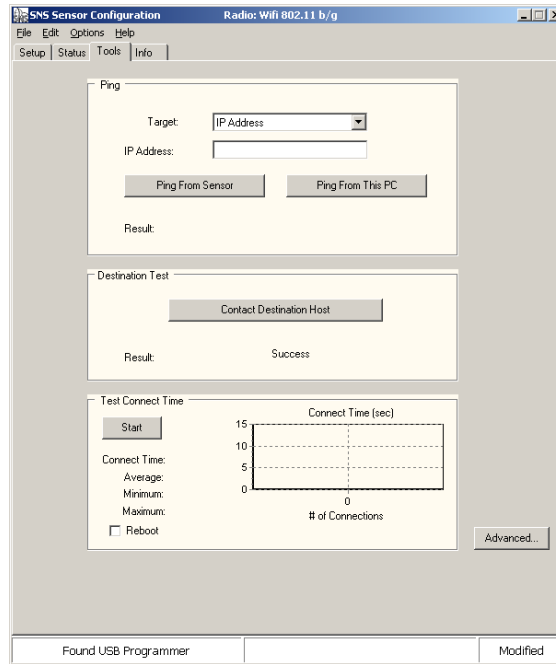 SNS Sensor Configuration Radio: Wifi 802.11 b/g
File Edit Options Help
Setup Status Tools Info
Ping
Target: IP Address
IP Address:
Ping From Sensor Ping From This PC
Result:
Destination Test
Contact Destination Host
Result: Success
Test Connect Time
Start
Connect Time (sec)
15
10
5
0
0
# of Connections
Connect Time:
Average:
Minimum:
Maximum:
Reboot
Advanced...
Found USB Programmer Modified